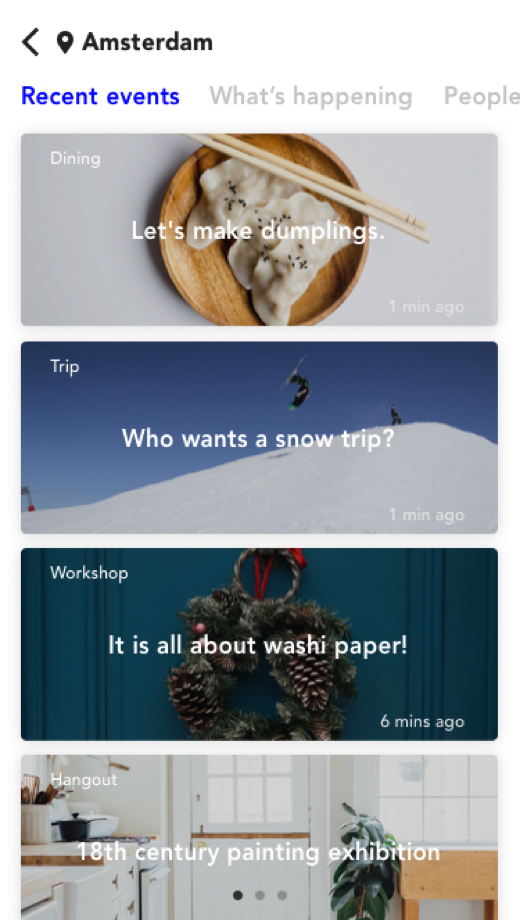 Amsterdam
Recent events What's happening People
Dining
Let's make dumplings.
1 min ago
Trip
Who wants a snow trip?
1 min ago
Workshop
It is all about washi paper!
6 mins ago
Hangout
18th century painting exhibition